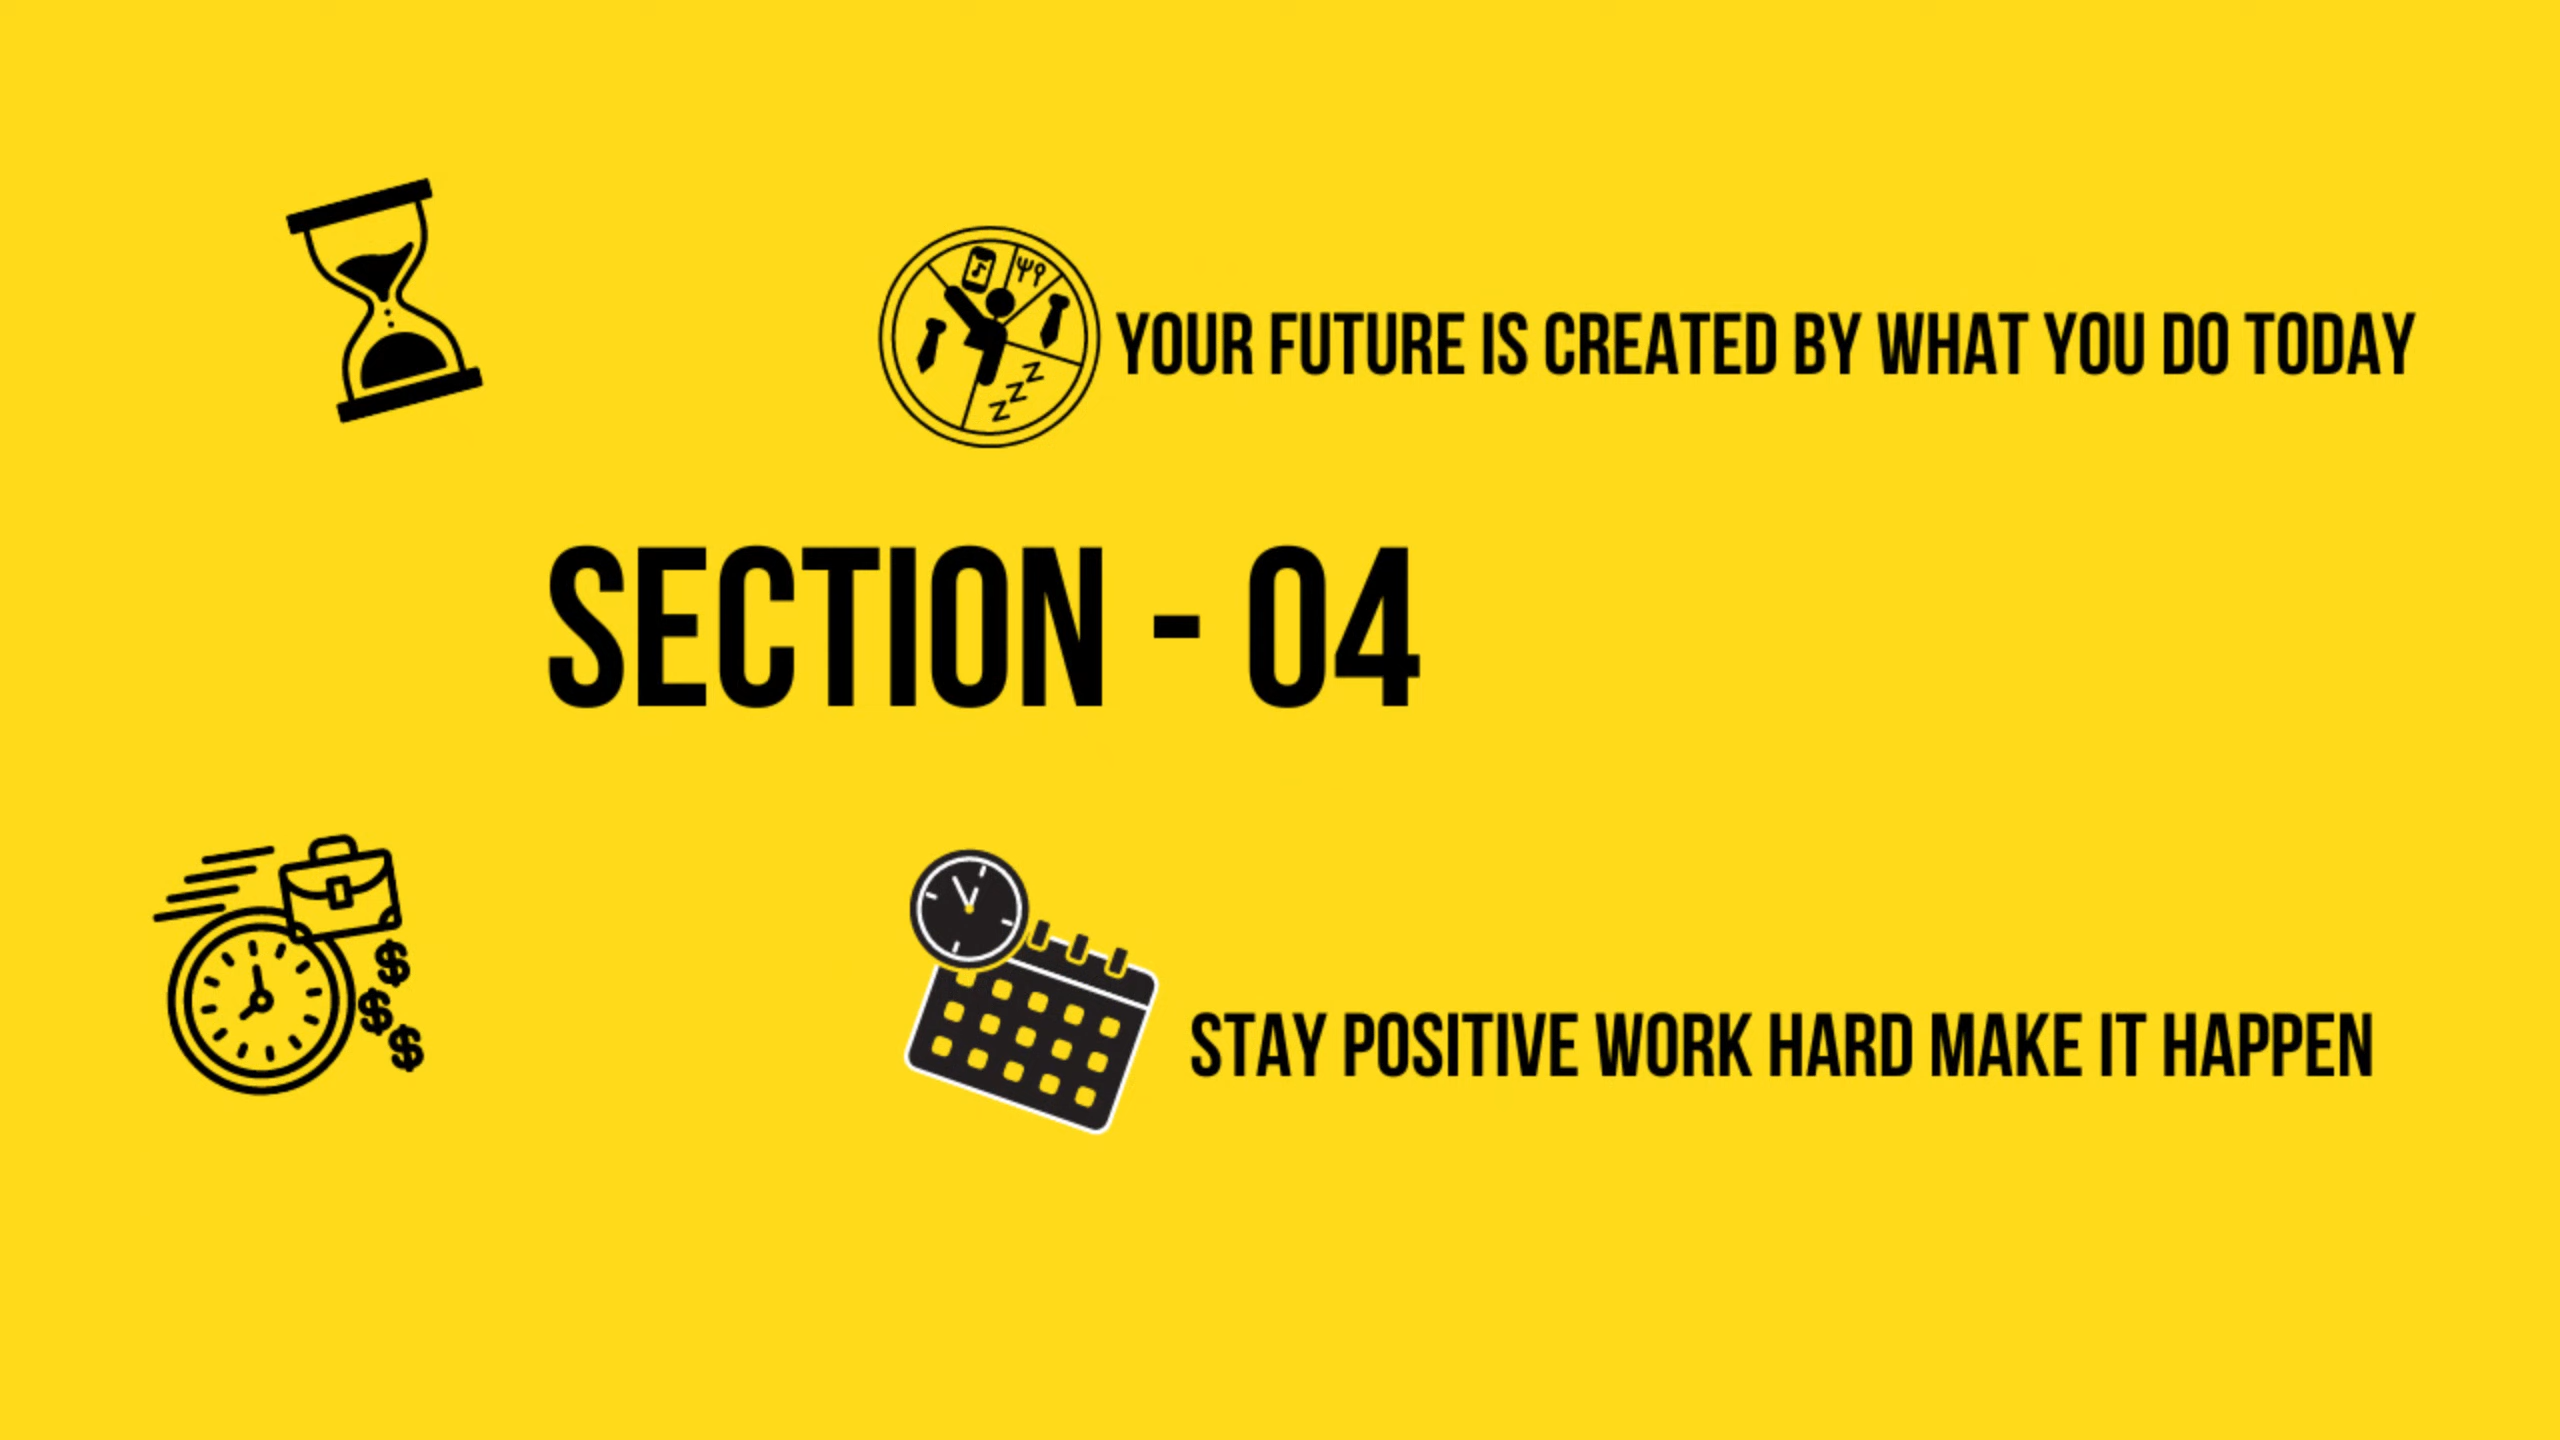 YOUR FUTURE IS CREATED BY WHAT YOU DO TODAY
SECTION - 04
STAY POSITIVE WORK HARD MAKE IT HAPPEN